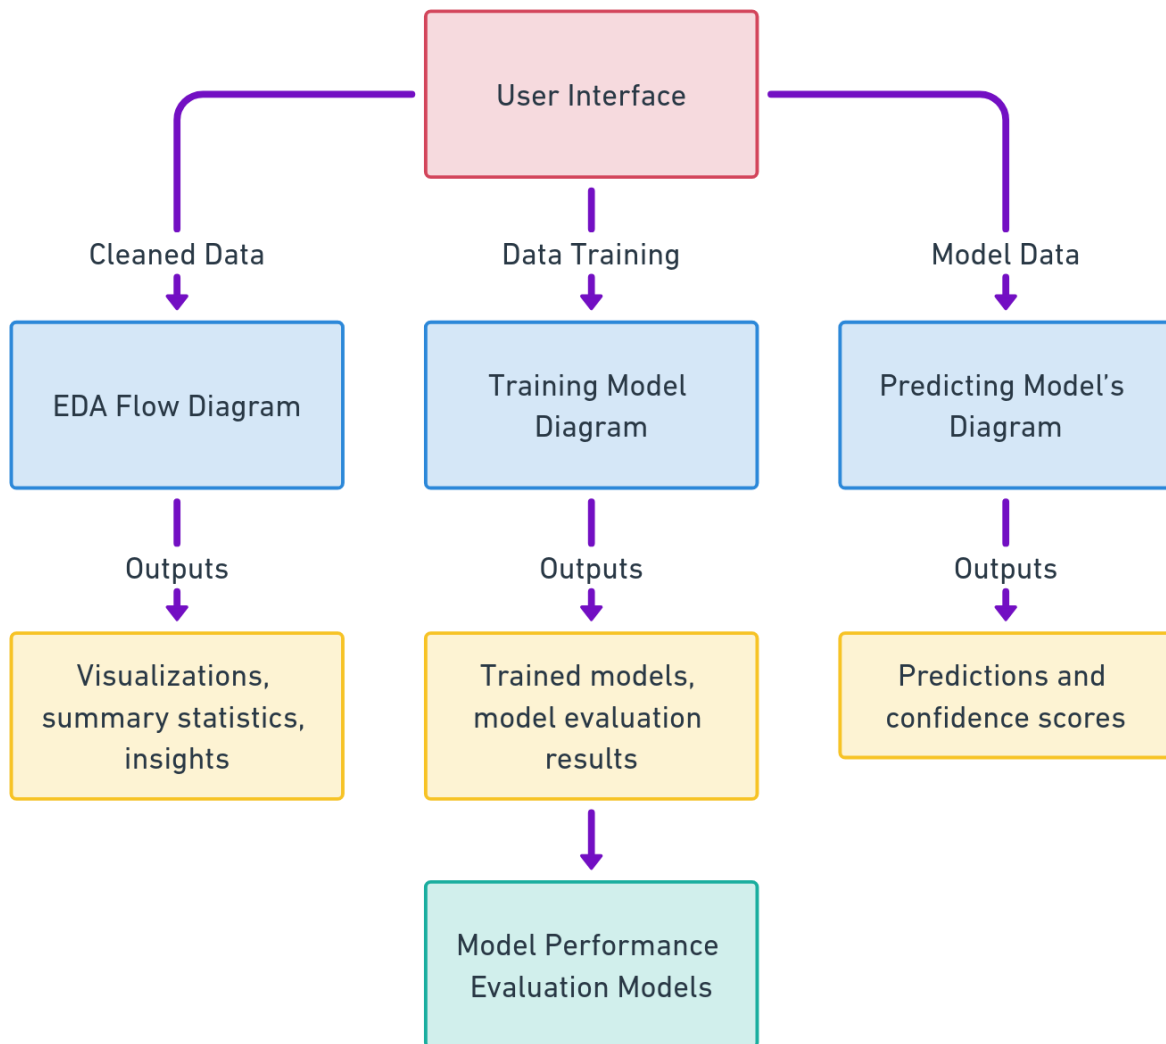 User Interface
Cleaned Data
Data Training
Model Data
EDA Flow Diagram
Training Model
Diagram
Predicting Model’s
Diagram
Outputs
Outputs
Outputs
Visualizations,
summary statistics,
insights
Trained models,
model evaluation
results
Predictions and
confidence scores
Model Performance
Evaluation Models